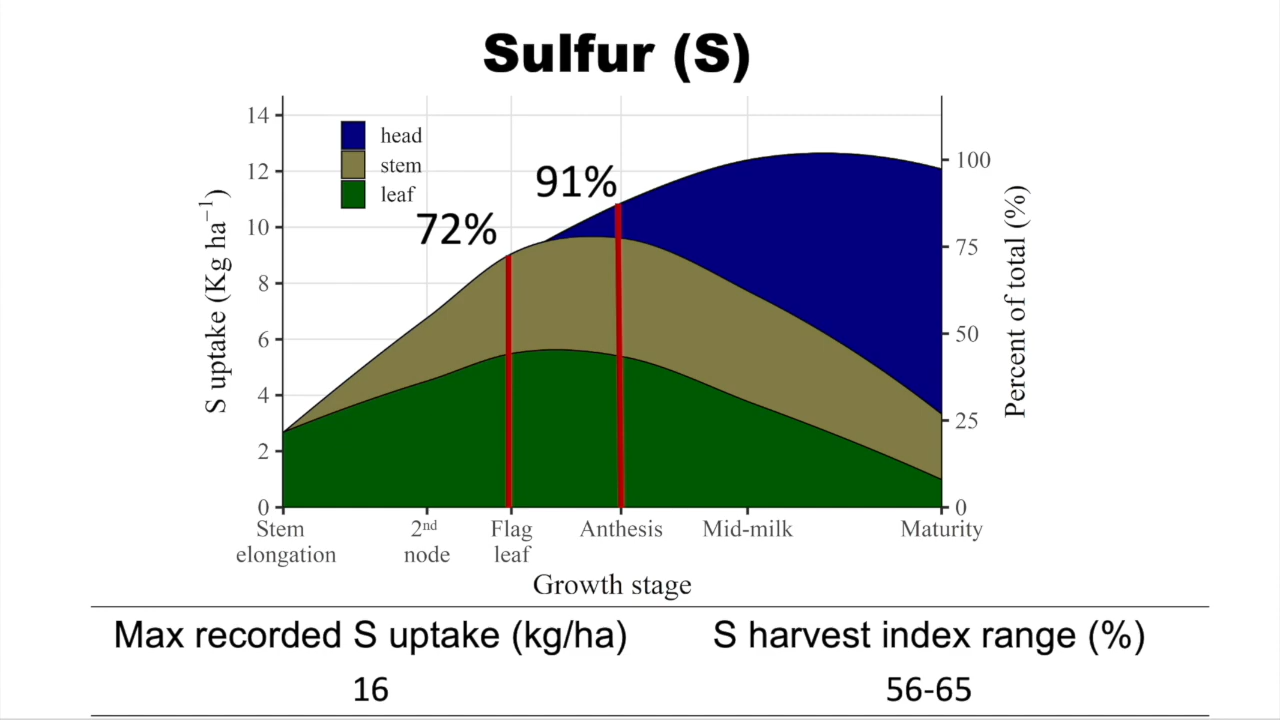 Sulfur (S)
14
12
10
8
6
4
2
0
S uptake (Kg ha⁻¹)
head
stem
leaf
72%
91%
100
75
50
25
0
Percent of total (%)
Stem elongation
2nd node
Flag leaf
Anthesis
Mid-milk
Maturity
Growth stage
Max recorded S uptake (kg/ha)
S harvest index range (%)
16
56-65